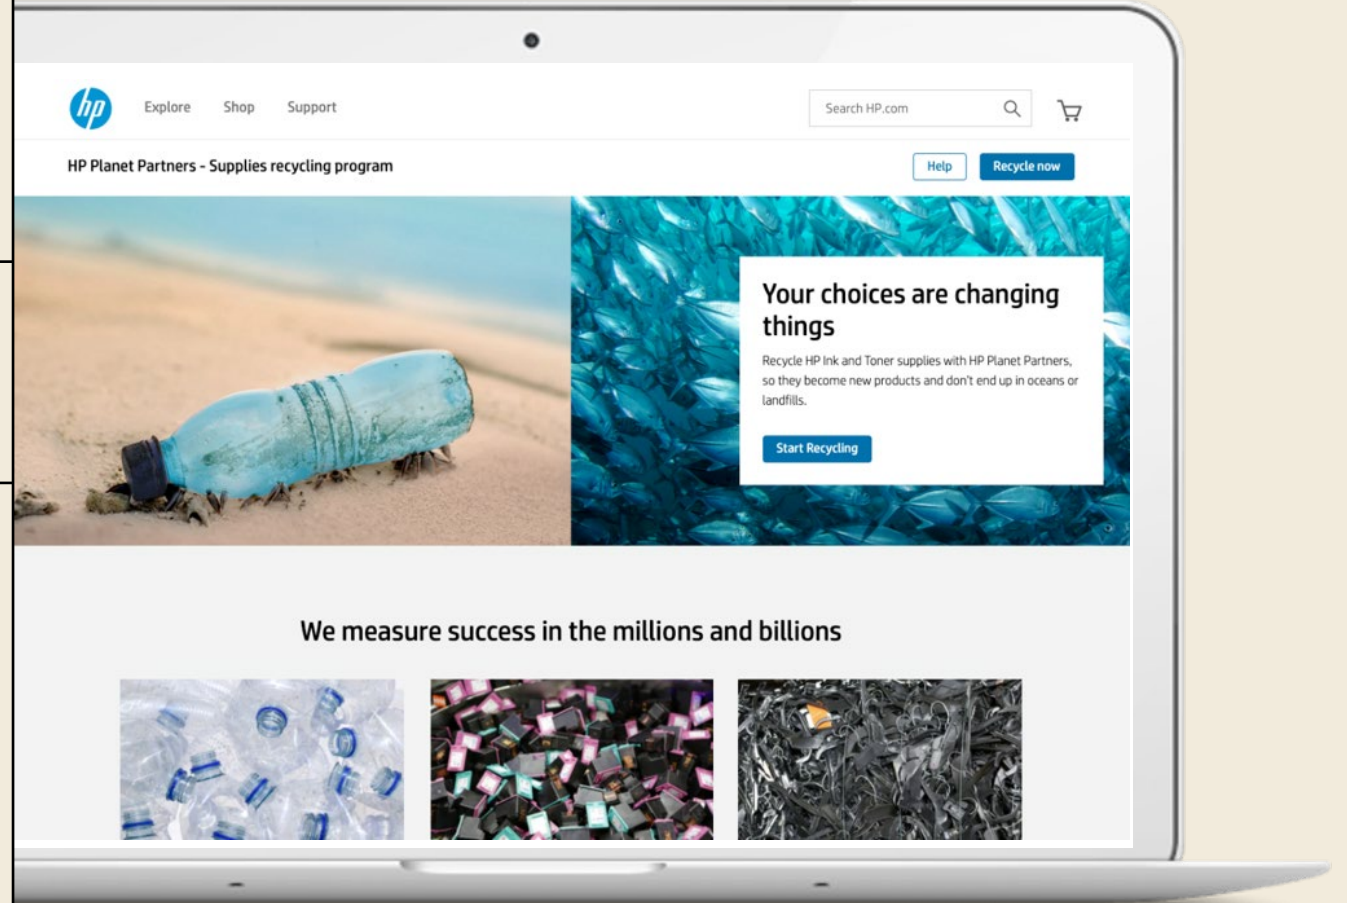 hp
Explore
Shop
Support
Search HP.com
HP Planet Partners - Supplies recycling program
Help
Recycle now
Your choices are changing
things
Recycle HP Ink and Toner supplies with HP Planet Partners,
so they become new products and don't end up in oceans or
landfills.
Start Recycling
We measure success in the millions and billions